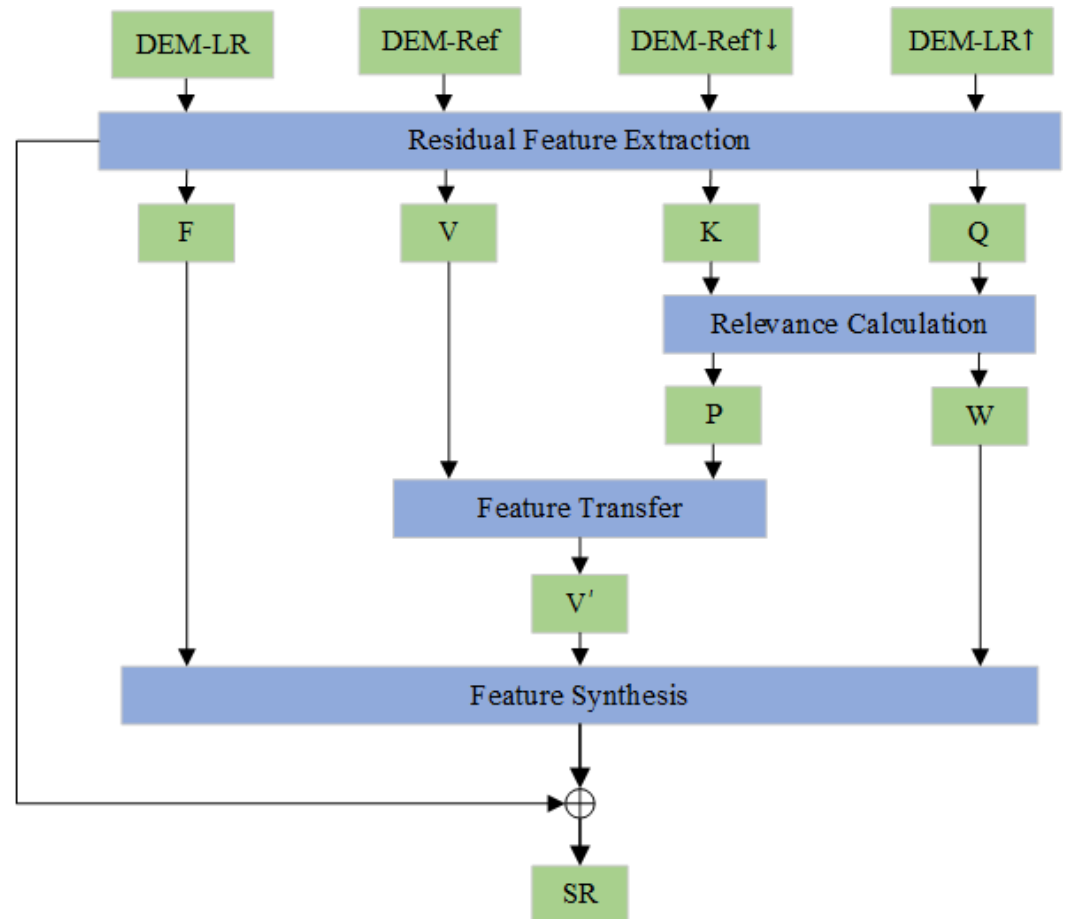 DEM-LR
DEM-Ref
DEM-Ref↑↓
DEM-LR↑
Residual Feature Extraction
F
V
K
Q
Relevance Calculation
P
W
Feature Transfer
V′
Feature Synthesis
SR